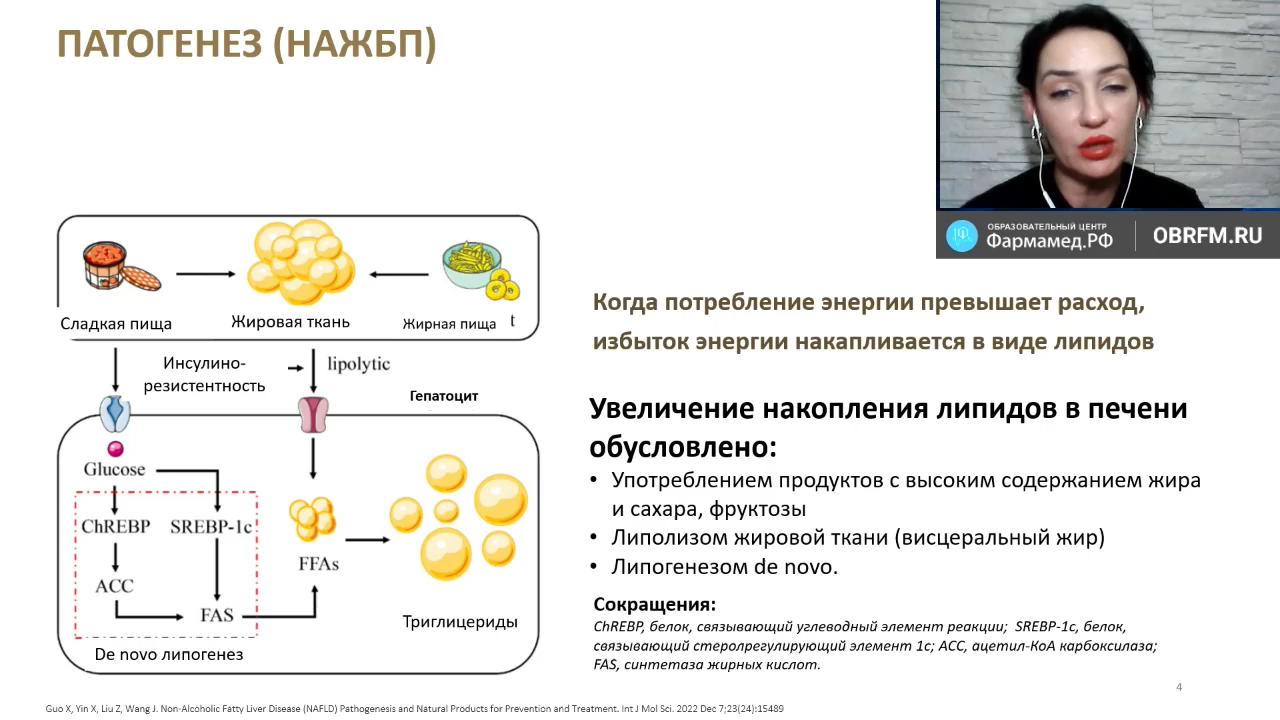 ПАТОГЕНЕЗ (НАЖБП)
ОБРАЗОВАТЕЛЬНЫЙ ЦЕНТР
Фармамед.РФ
OBRFM.RU
Сладкая пища
Жировая ткань
Жирная пища t
Инсулино-
резистентность
lipolytic
Гепатоцит
Glucose
ChREBP
SREBP-1c
ACC
FAS
FFAs
Триглицериды
De novo липогенез
Когда потребление энергии превышает расход,
избыток энергии накапливается в виде липидов
Увеличение накопления липидов в печени
обусловлено:
• Употреблением продуктов с высоким содержанием жира
и сахара, фруктозы
• Липолизом жировой ткани (висцеральный жир)
• Липогенезом de novo.
Сокращения:
ChREBP, белок, связывающий углеводный элемент реакции; SREBP-1c, белок,
связывающий стеролрегулирующий элемент 1c; ACC, ацетил-КоА карбоксилаза;
FAS, синтетаза жирных кислот.
4
Guo X, Yin X, Liu Z, Wang J. Non-Alcoholic Fatty Liver Disease (NAFLD) Pathogenesis and Natural Products for Prevention and Treatment. Int J Mol Sci. 2022 Dec 7;23(24):15489